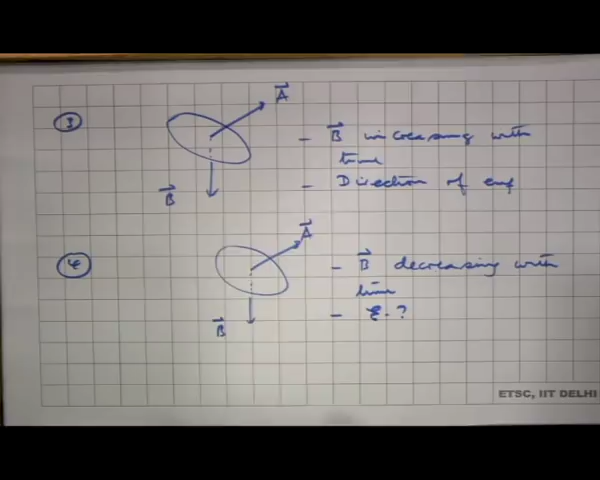 ③ A⃗
– B⃗ increasing with
time
B⃗ – Direction of emf
④ A⃗
– B⃗ decreasing with
time
B⃗ – ℰ ?
ETSC, IIT DELHI